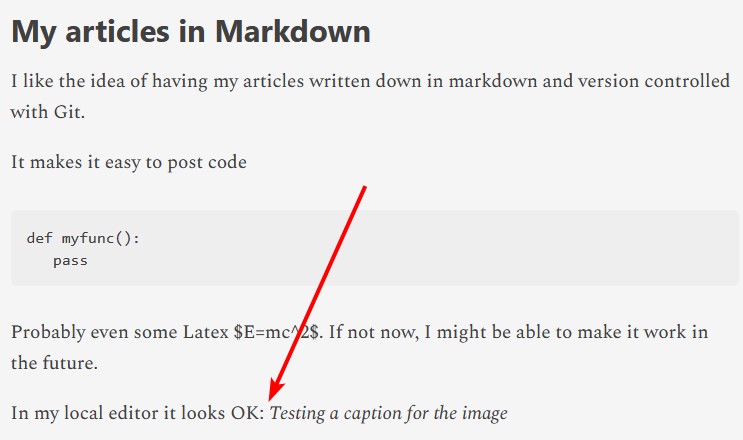 My articles in Markdown
I like the idea of having my articles written down in markdown and version controlled
with Git.
It makes it easy to post code
def myfunc():
   pass
Probably even some Latex $E=mc^2$. If not now, I might be able to make it work in
the future.
In my local editor it looks OK: Testing a caption for the image